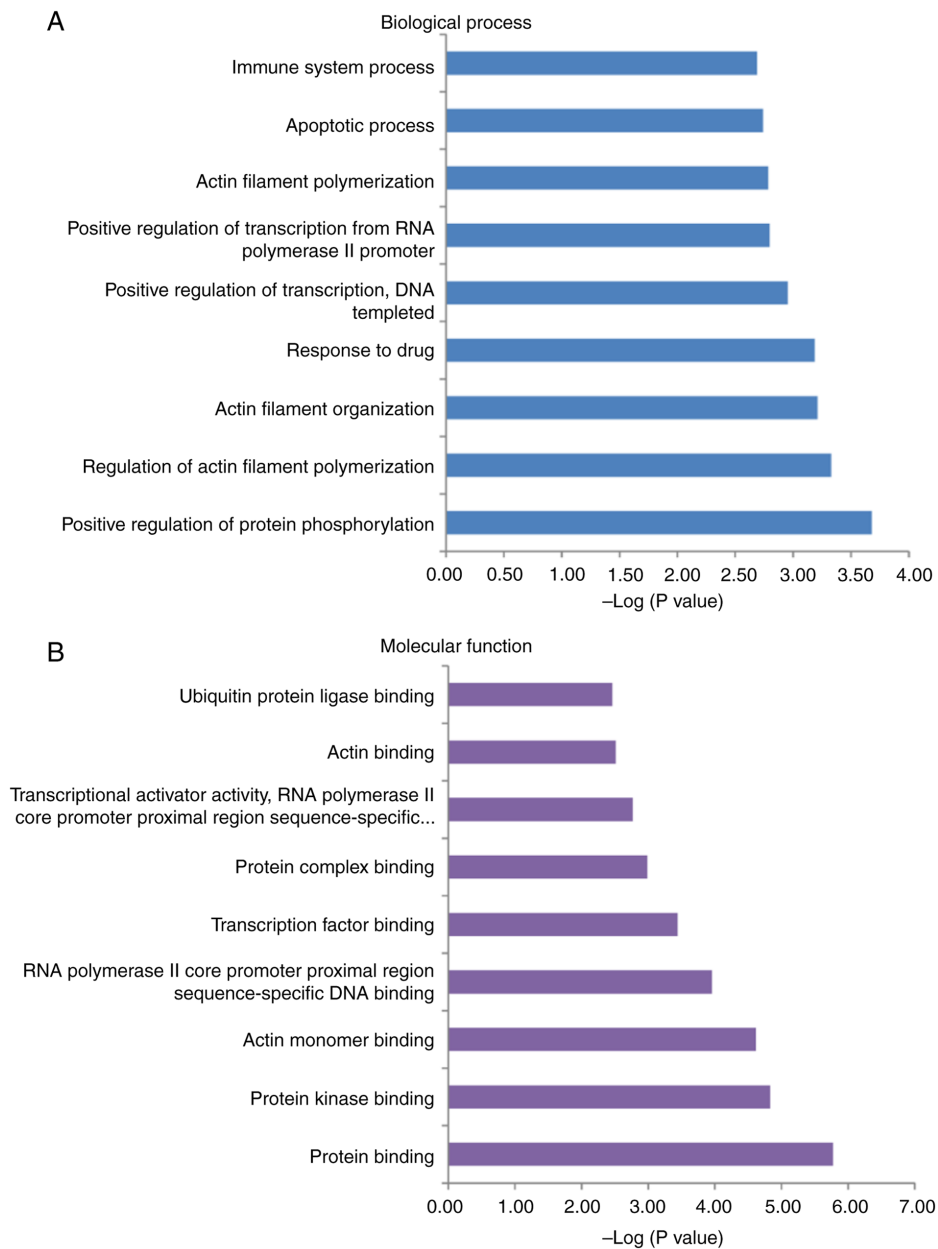 A
Biological process
Immune system process
Apoptotic process
Actin filament polymerization
Positive regulation of transcription from RNA
polymerase II promoter
Positive regulation of transcription, DNA
templeted
Response to drug
Actin filament organization
Regulation of actin filament polymerization
Positive regulation of protein phosphorylation
0.00 0.50 1.00 1.50 2.00 2.50 3.00 3.50 4.00
–Log (P value)
B
Molecular function
Ubiquitin protein ligase binding
Actin binding
Transcriptional activator activity, RNA polymerase II
core promoter proximal region sequence-specific...
Protein complex binding
Transcription factor binding
RNA polymerase II core promoter proximal region
sequence-specific DNA binding
Actin monomer binding
Protein kinase binding
Protein binding
0.00 1.00 2.00 3.00 4.00 5.00 6.00 7.00
–Log (P value)